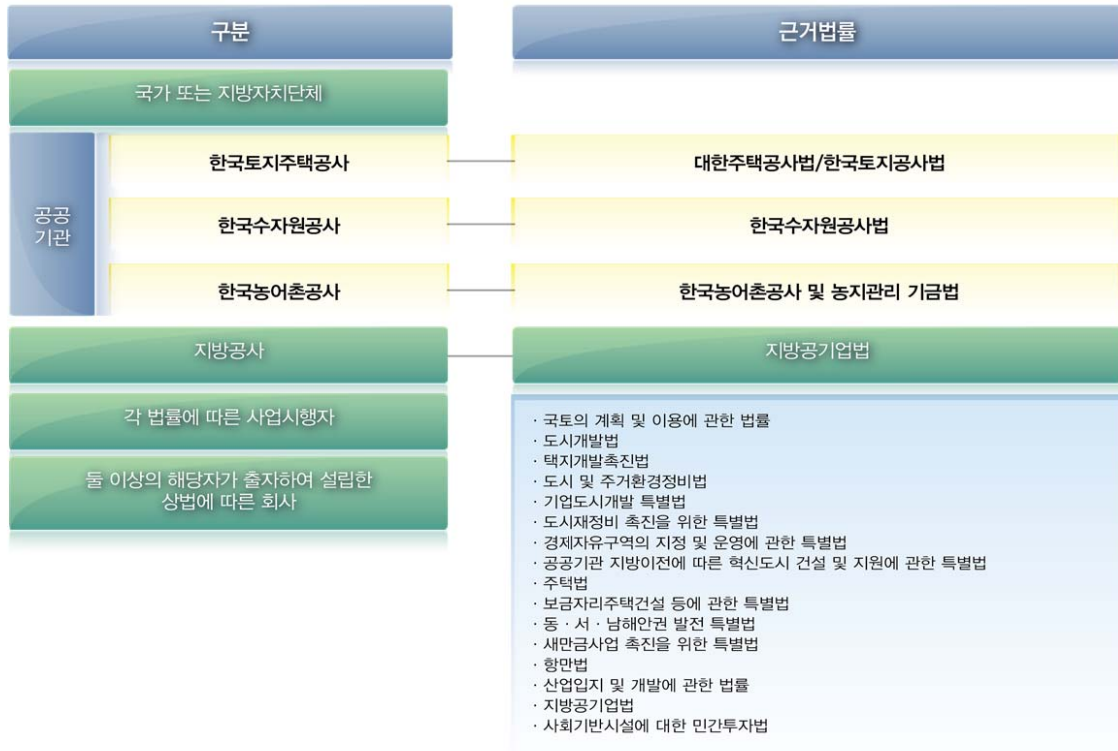 구분
근거법률
국가 또는 지방자치단체
공공
기관
한국토지주택공사
대한주택공사법/한국토지공사법
한국수자원공사
한국수자원공사법
한국농어촌공사
한국농어촌공사 및 농지관리 기금법
지방공사
지방공기업법
각 법률에 따른 사업시행자
둘 이상의 해당자가 출자하여 설립한
상법에 따른 회사
· 국토의 계획 및 이용에 관한 법률
· 도시개발법
· 택지개발촉진법
· 도시 및 주거환경정비법
· 기업도시개발 특별법
· 도시재정비 촉진을 위한 특별법
· 경제자유구역의 지정 및 운영에 관한 특별법
· 공공기관 지방이전에 따른 혁신도시 건설 및 지원에 관한 특별법
· 주택법
· 보금자리주택건설 등에 관한 특별법
· 동 · 서 · 남해안권 발전 특별법
· 새만금사업 촉진을 위한 특별법
· 항만법
· 산업입지 및 개발에 관한 법률
· 지방공기업법
· 사회기반시설에 대한 민간투자법